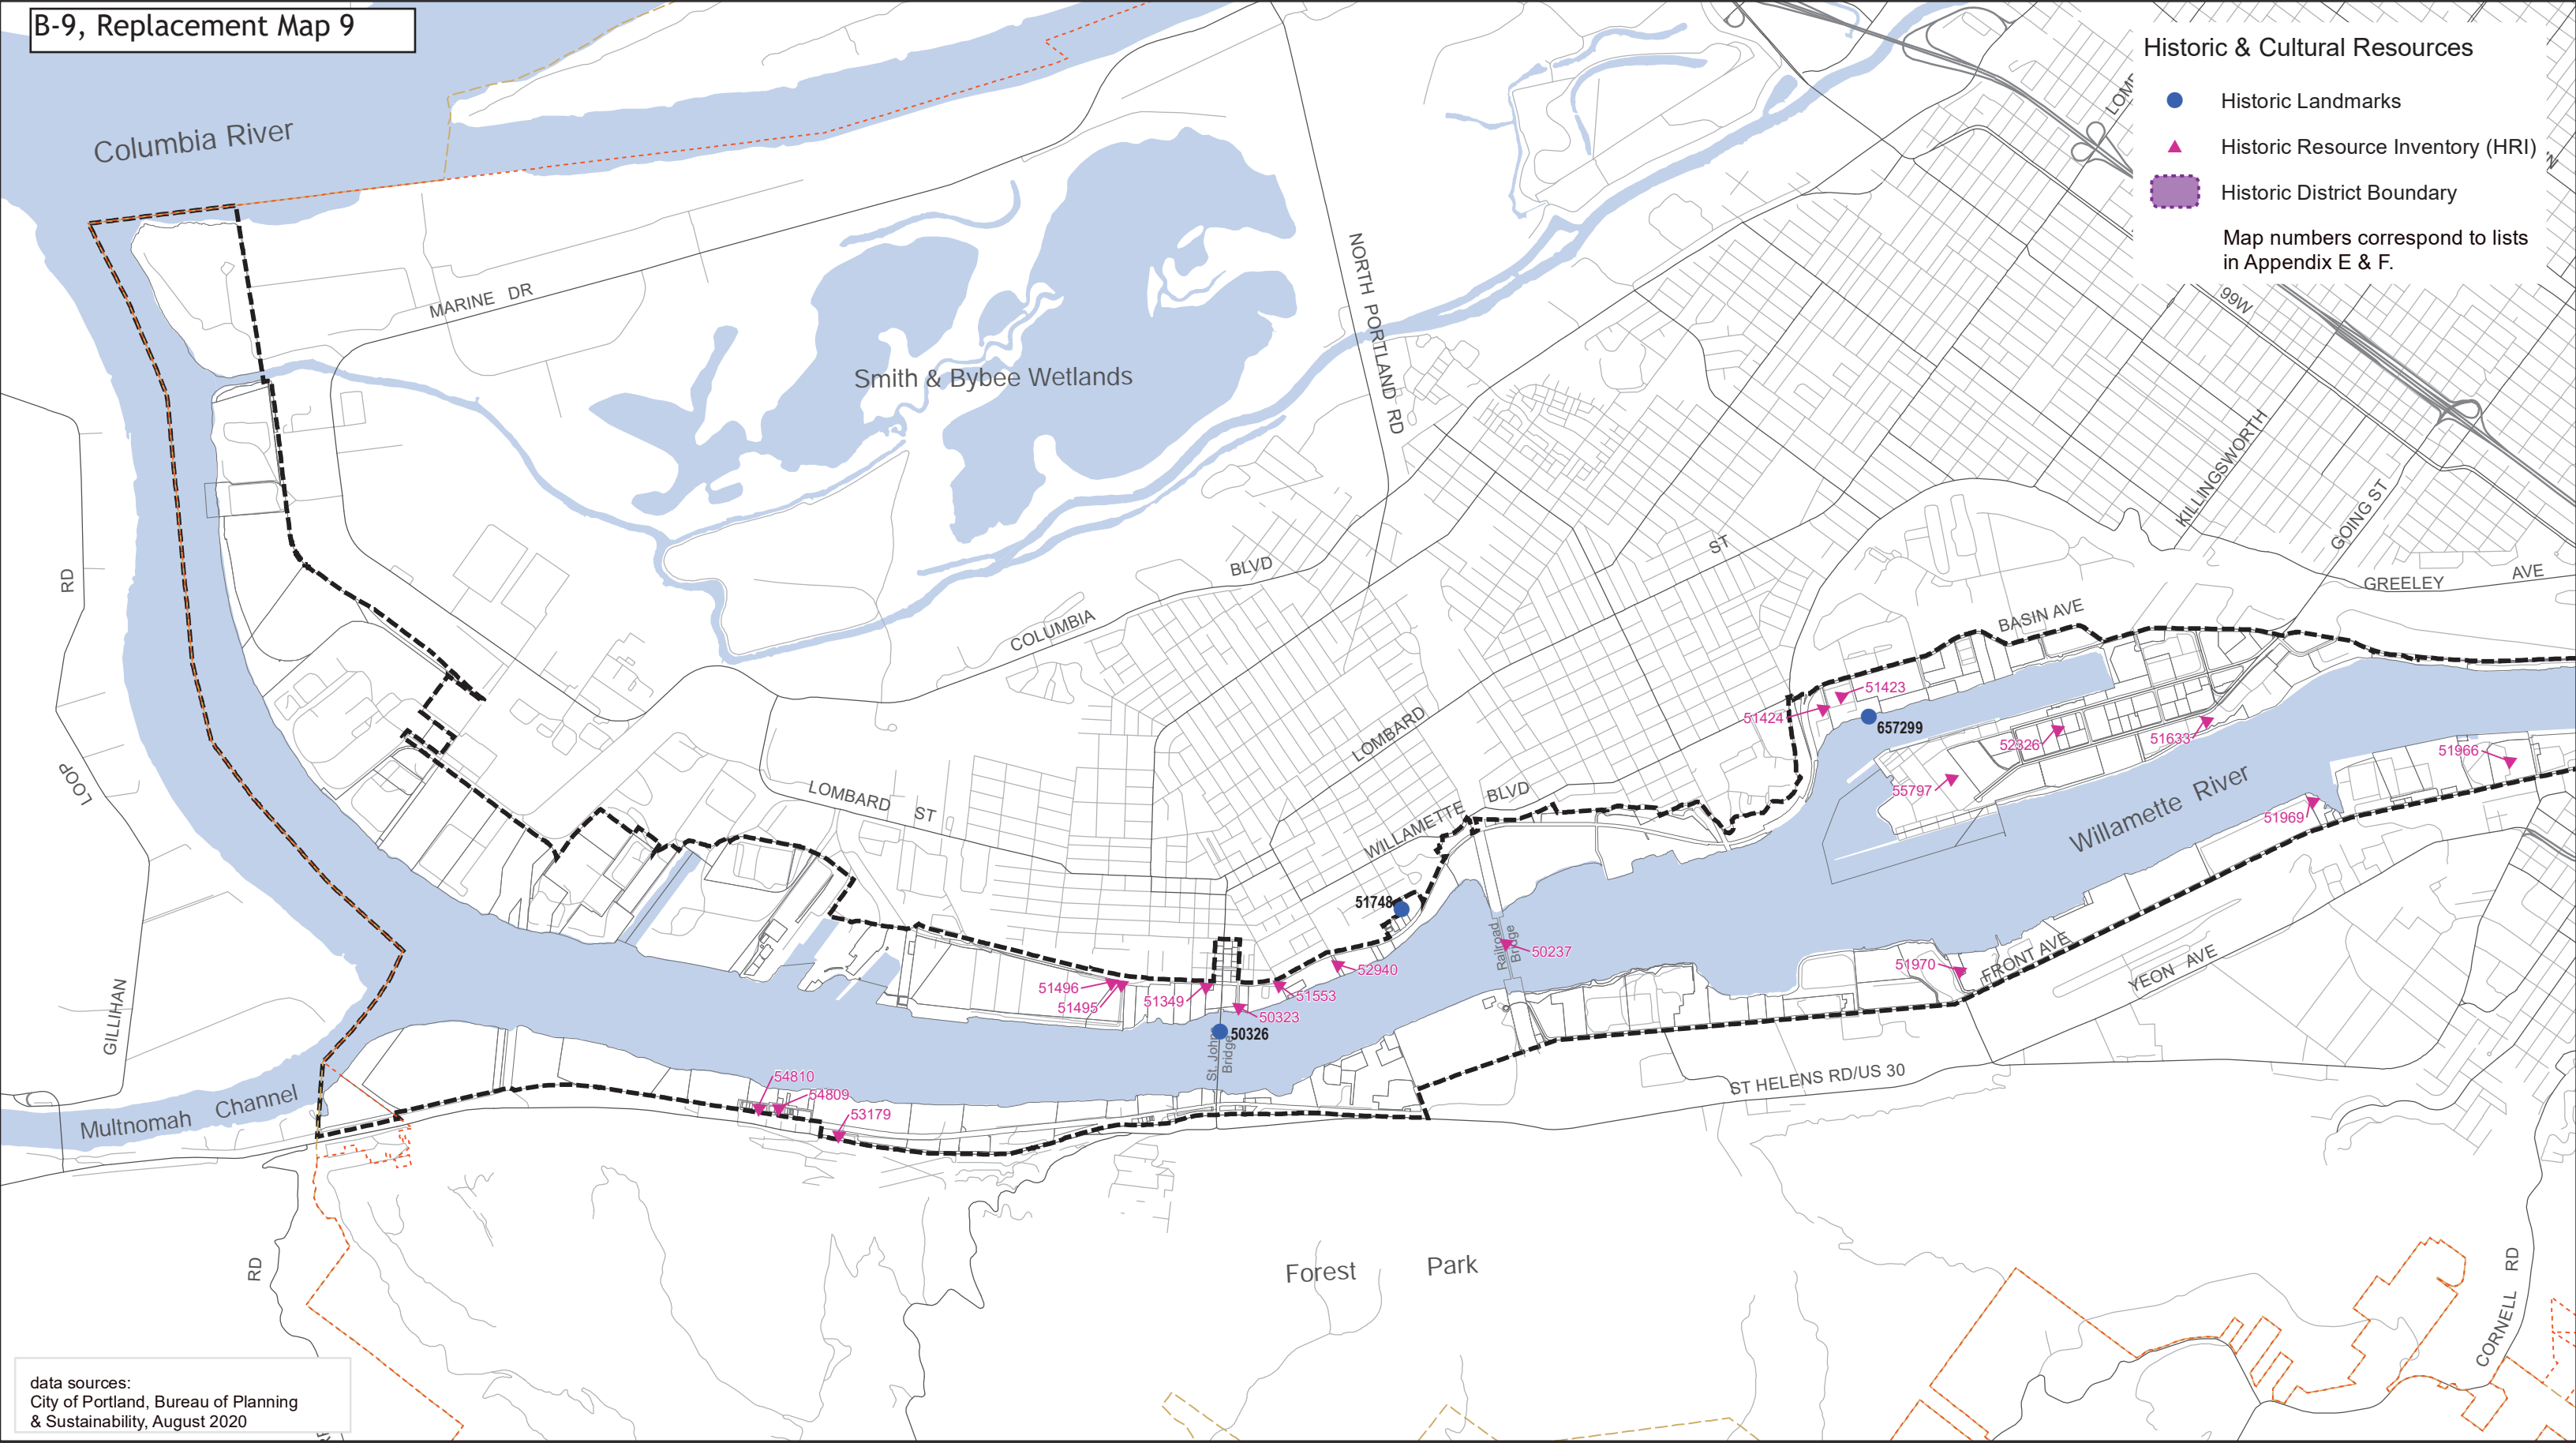 B-9, Replacement Map 9
Historic & Cultural Resources
Historic Landmarks
Historic Resource Inventory (HRI)
Historic District Boundary
Map numbers correspond to lists
in Appendix E & F.
Columbia River
MARINE DR
Smith & Bybee Wetlands
NORTH PORTLAND RD
99W
KILLINGSWORTH
GOING ST
GREELEY AVE
BASIN AVE
RD
LOOP
GILLIHAN
COLUMBIA BLVD
ST
LOMBARD
LOMBARD ST
WILLAMETTE BLVD
51423
51424
657299
52326
51633
55797
51966
51969
Willamette River
51748
Railroad
Bridge
50237
52940
51970
FRONT AVE
YEON AVE
51496
51495
51349
51553
50323
50326
Bridge
54810
54809
53179
ST HELENS RD/US 30
Multnomah Channel
RD
Forest Park
CORNELL RD
data sources:
City of Portland, Bureau of Planning
& Sustainability, August 2020